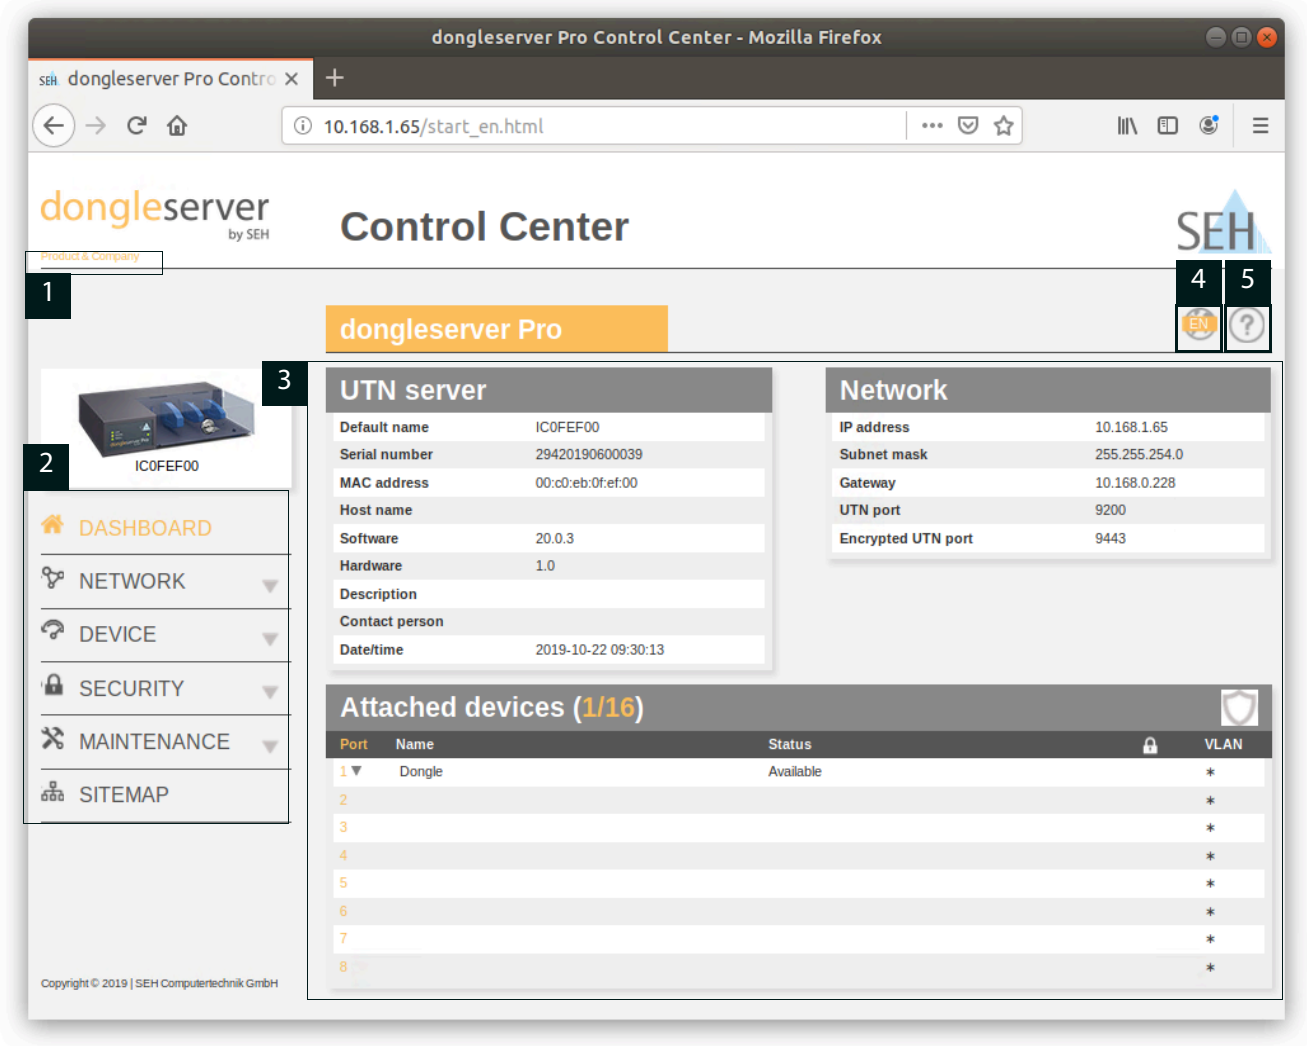 dongleserver Pro Control Center - Mozilla Firefox
SEH dongleserver Pro Contro
10.168.1.65/start_en.html
dongleserver
by SEH
Product & Company
Control Center
SEH
1
4
5
dongleserver Pro
EN
?
3
IC0FEF00
2
DASHBOARD
NETWORK
DEVICE
SECURITY
MAINTENANCE
SITEMAP
Copyright © 2019 | SEH Computertechnik GmbH
UTN server
Default name IC0FEF00
Serial number 29420190600039
MAC address 00:c0:eb:0f:ef:00
Host name
Software 20.0.3
Hardware 1.0
Description
Contact person
Date/time 2019-10-22 09:30:13
Network
IP address 10.168.1.65
Subnet mask 255.255.254.0
Gateway 10.168.0.228
UTN port 9200
Encrypted UTN port 9443
Attached devices (1/16)
Port Name Status VLAN
1 Dongle Available *
2 *
3 *
4 *
5 *
6 *
7 *
8 *